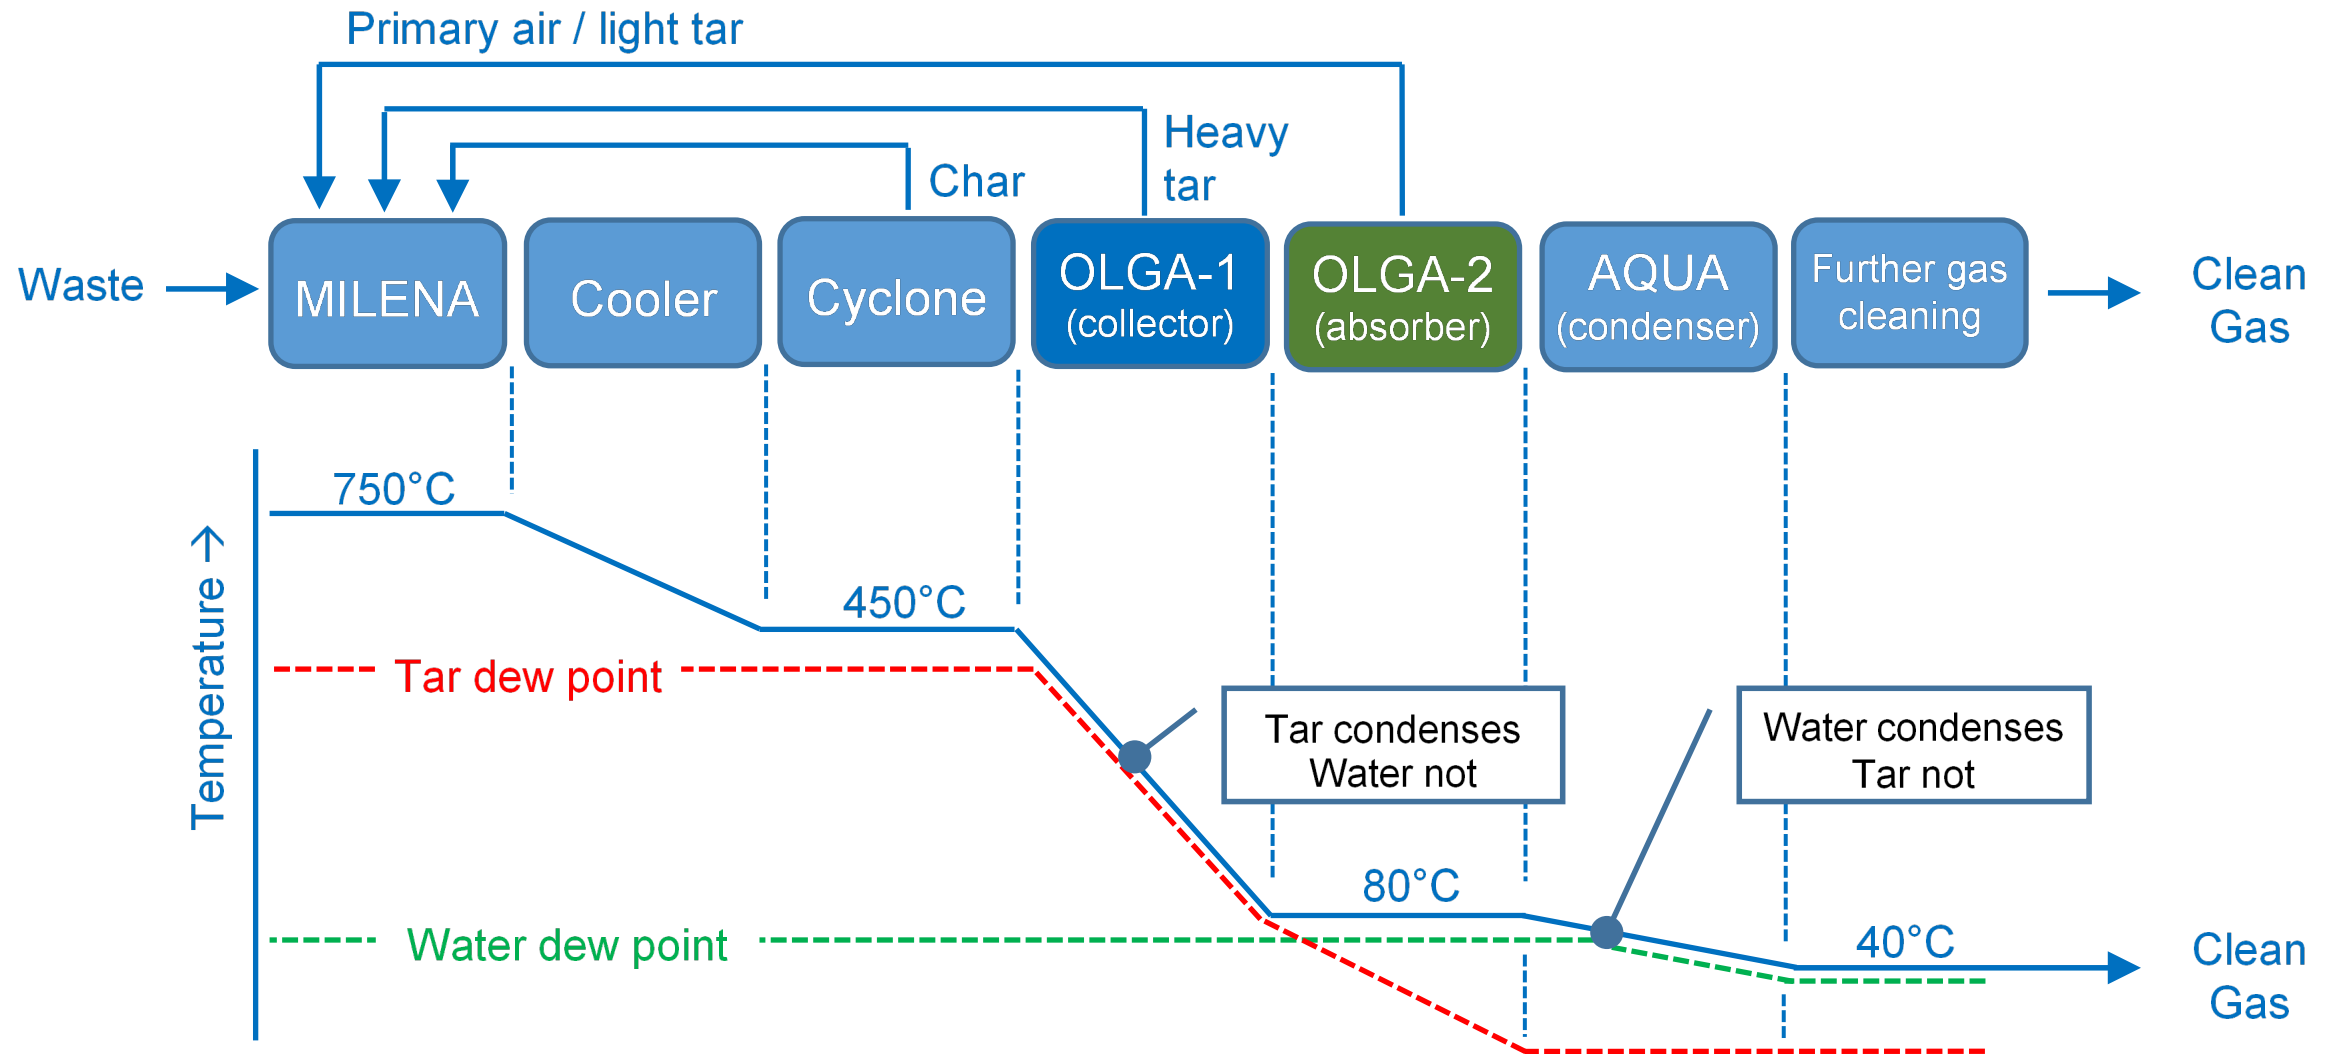 Primary air / light tar
Heavy
tar
Char
Waste
MILENA
Cooler
Cyclone
OLGA-1
(collector)
OLGA-2
(absorber)
AQUA
(condenser)
Further gas
cleaning
Clean
Gas
Temperature →
750°C
450°C
Tar dew point
Tar condenses
Water not
Water condenses
Tar not
80°C
Water dew point
40°C
Clean
Gas